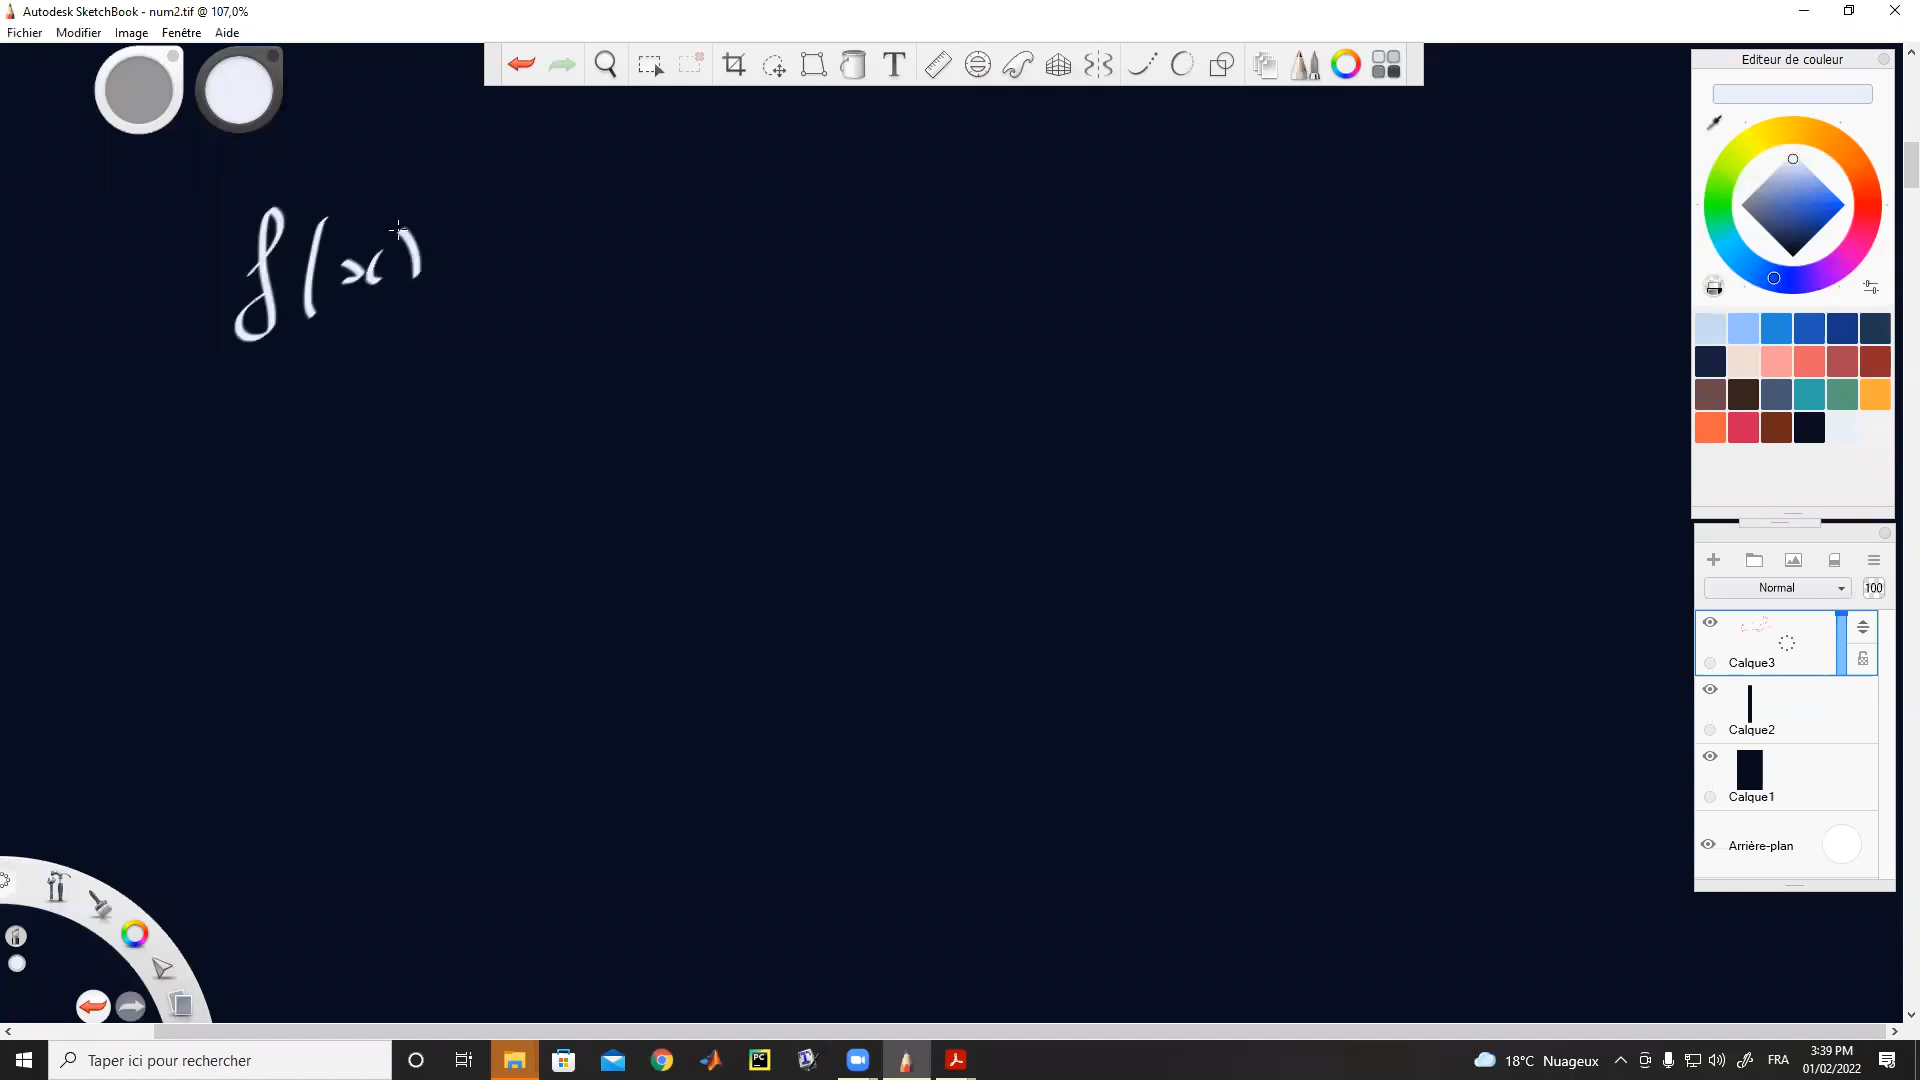 Autodesk SketchBook - num2.tif @ 107,0%
Fichier Modifier Image Fenêtre Aide
T
Editeur de couleur
f(x)
Normal 100
Calque3
Calque2
Calque1
Arrière-plan
Taper ici pour rechercher
PC
18°C Nuageux
FRA
3:39 PM
01/02/2022